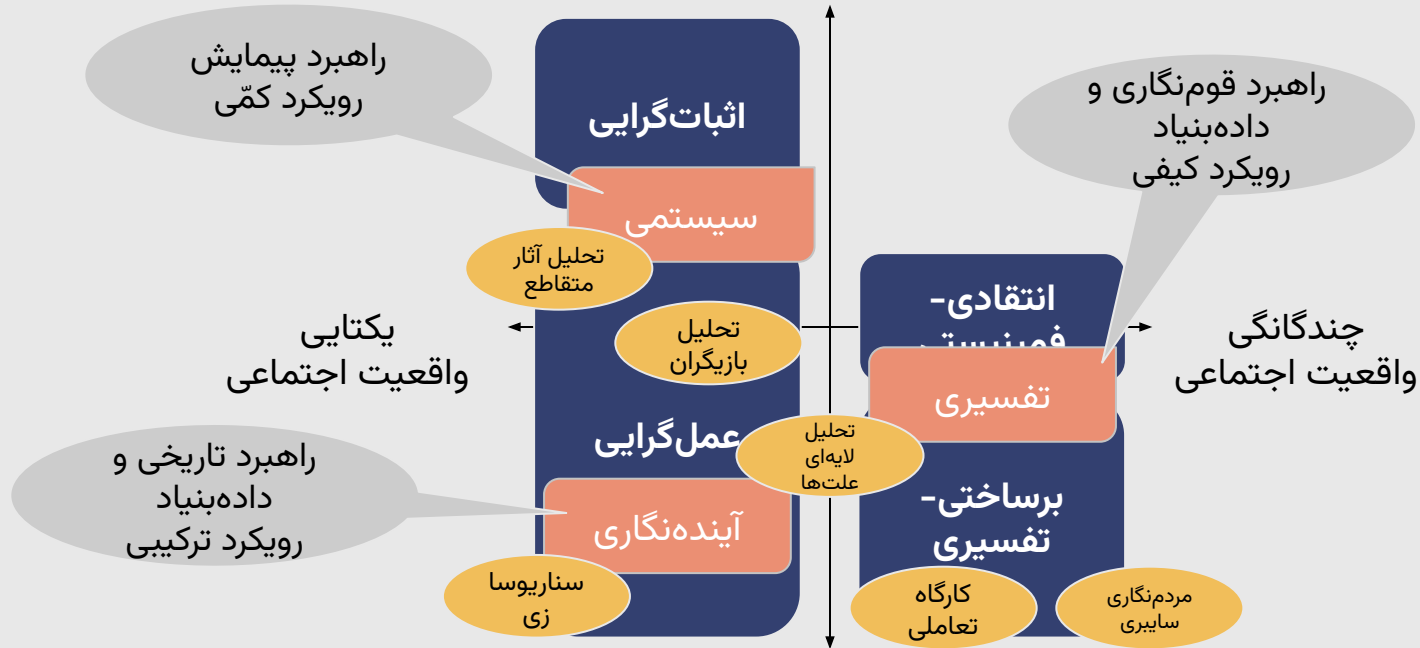 راهبرد پیمایش
رویکرد کمّی
اثبات‌گرایی
راهبرد قوم‌نگاری و
داده‌بنیاد
رویکرد کیفی
سیستمی
تحلیل آثار
متقاطع
انتقادی-
یکتایی
واقعیت اجتماعی
تحلیل
بازیگران
چندگانگی
واقعیت اجتماعی
تفسیری
عمل‌گرایی
تحلیل
لایه‌ای
علت‌ها
راهبرد تاریخی و
داده‌بنیاد
رویکرد ترکیبی
برساختی-
تفسیری
آینده‌نگاری
سناریوسا
زی
کارگاه
تعاملی
مردم‌نگاری
سایبری